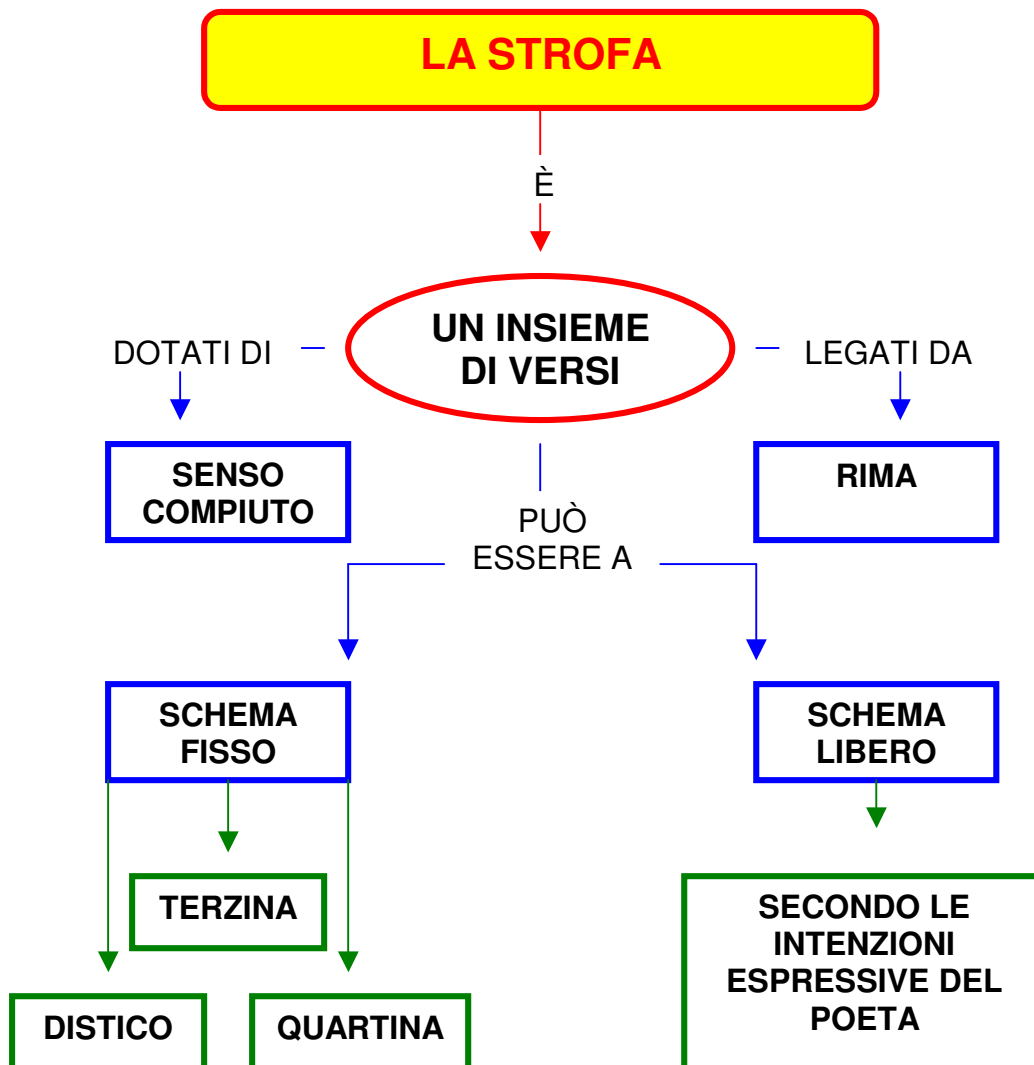 LA STROFA
È
UN INSIEME
DI VERSI
DOTATI DI
LEGATI DA
SENSO
COMPIUTO
RIMA
PUÒ
ESSERE A
SCHEMA
FISSO
SCHEMA
LIBERO
TERZINA
SECONDO LE
INTENZIONI
ESPRESSIVE DEL
POETA
DISTICO
QUARTINA